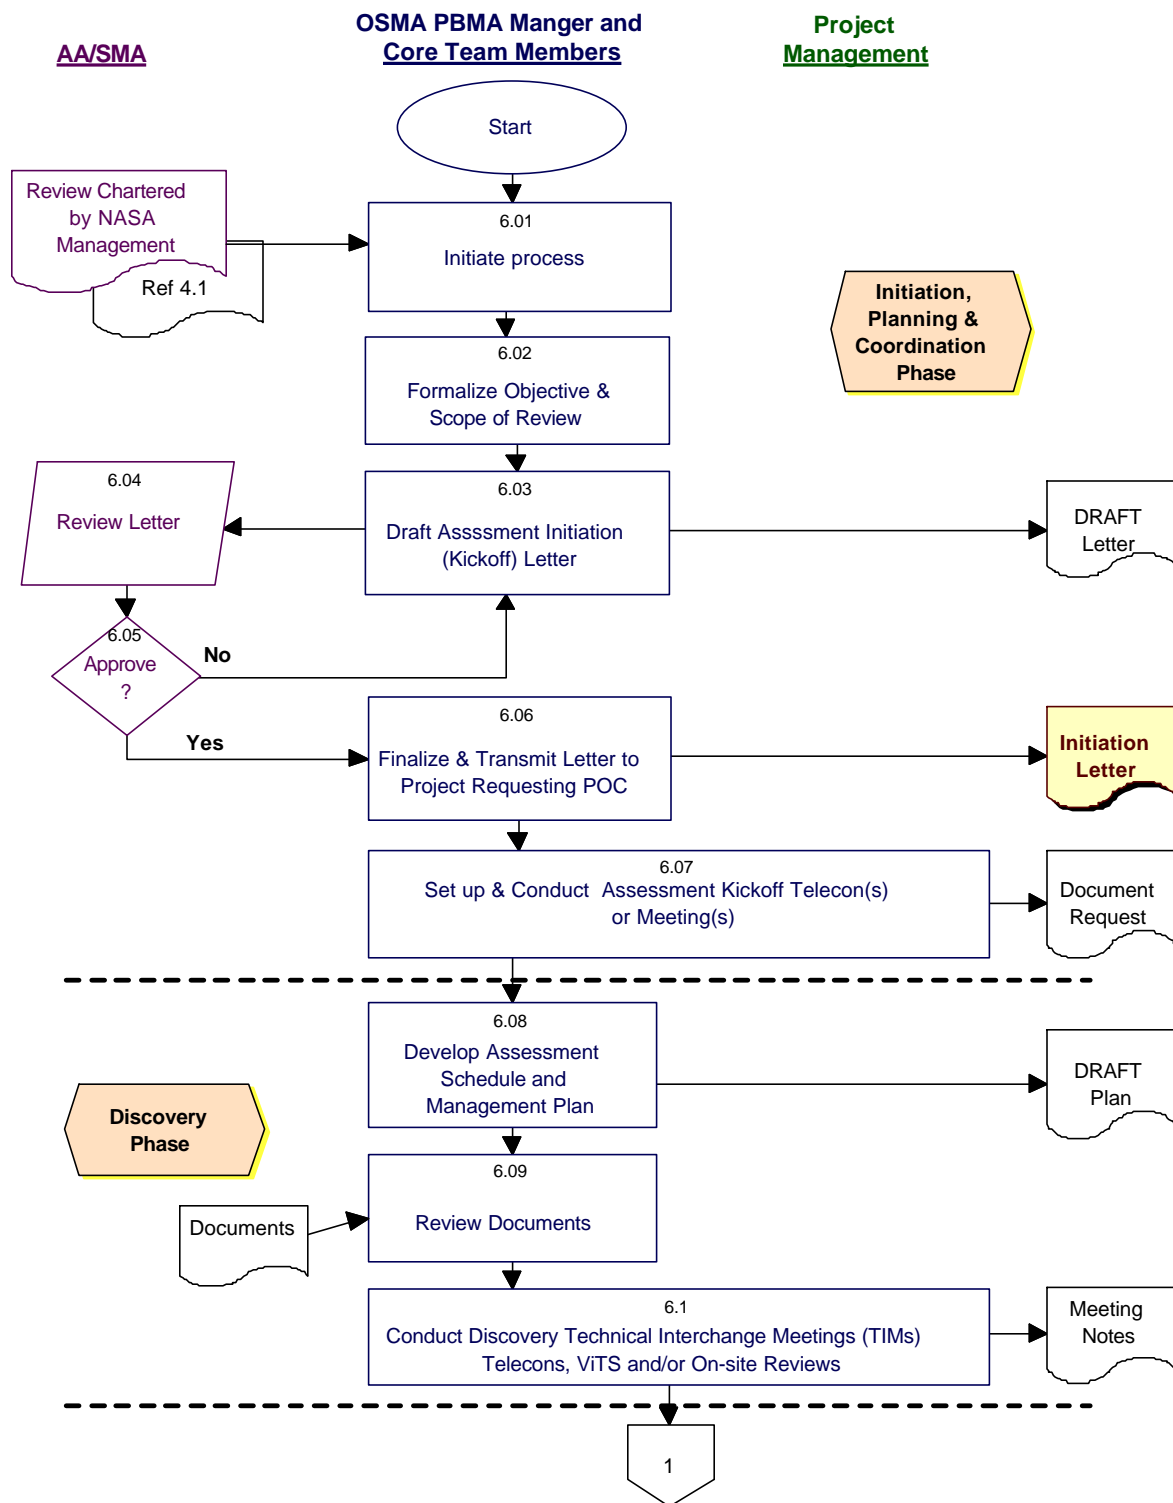 AA/SMA
OSMA PBMA Manger and
Core Team Members
Project
Management
Start
Review Chartered
by NASA
Management
Ref 4.1
6.01
Initiate process
Initiation,
Planning &
Coordination
Phase
6.02
Formalize Objective &
Scope of Review
6.04
Review Letter
6.03
Draft Asssssment Initiation
(Kickoff) Letter
DRAFT
Letter
6.05
Approve
?
No
Yes
6.06
Finalize & Transmit Letter to
Project Requesting POC
Initiation
Letter
6.07
Set up & Conduct Assessment Kickoff Telecon(s)
or Meeting(s)
Document
Request
6.08
Develop Assessment
Schedule and
Management Plan
DRAFT
Plan
Discovery
Phase
6.09
Review Documents
Documents
6.1
Conduct Discovery Technical Interchange Meetings (TIMs)
Telecons, ViTS and/or On-site Reviews
Meeting
Notes
1